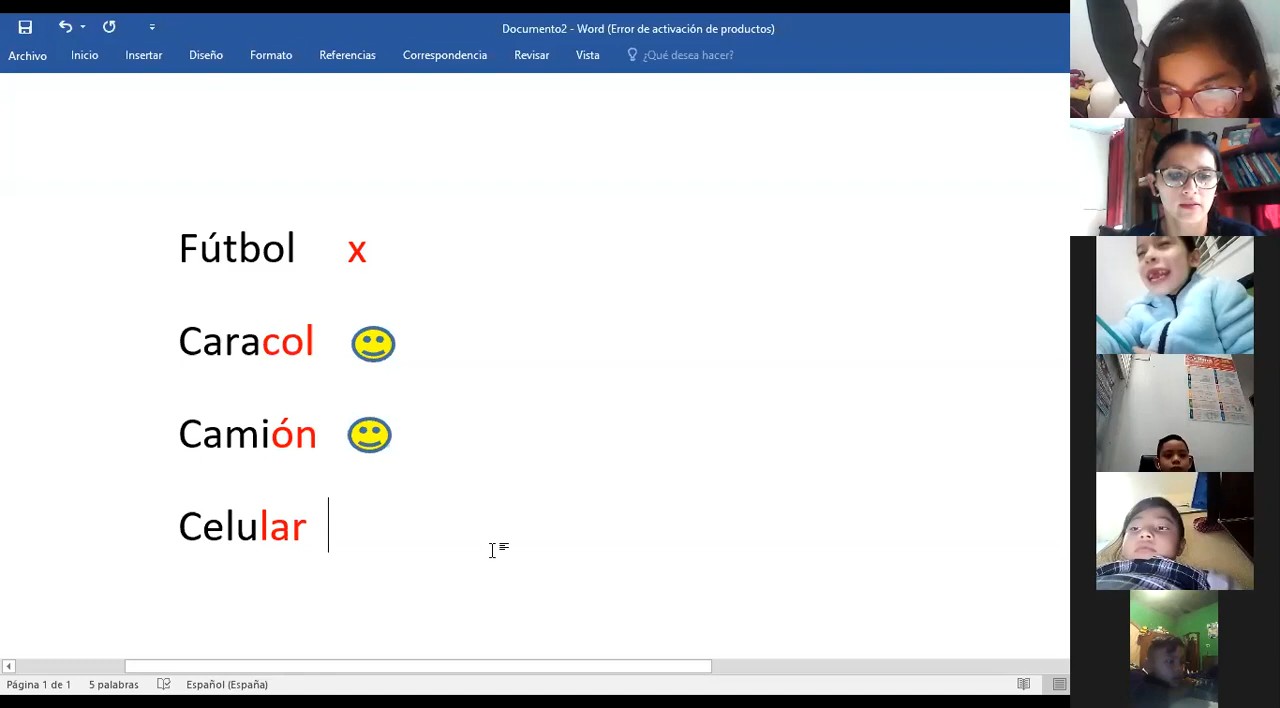 Documento2 - Word (Error de activación de productos)
Archivo Inicio Insertar Diseño Formato Referencias Correspondencia Revisar Vista ¿Qué desea hacer?
Fútbol x
Caracol
Camión
Celular
Página 1 de 1 5 palabras Español (España)